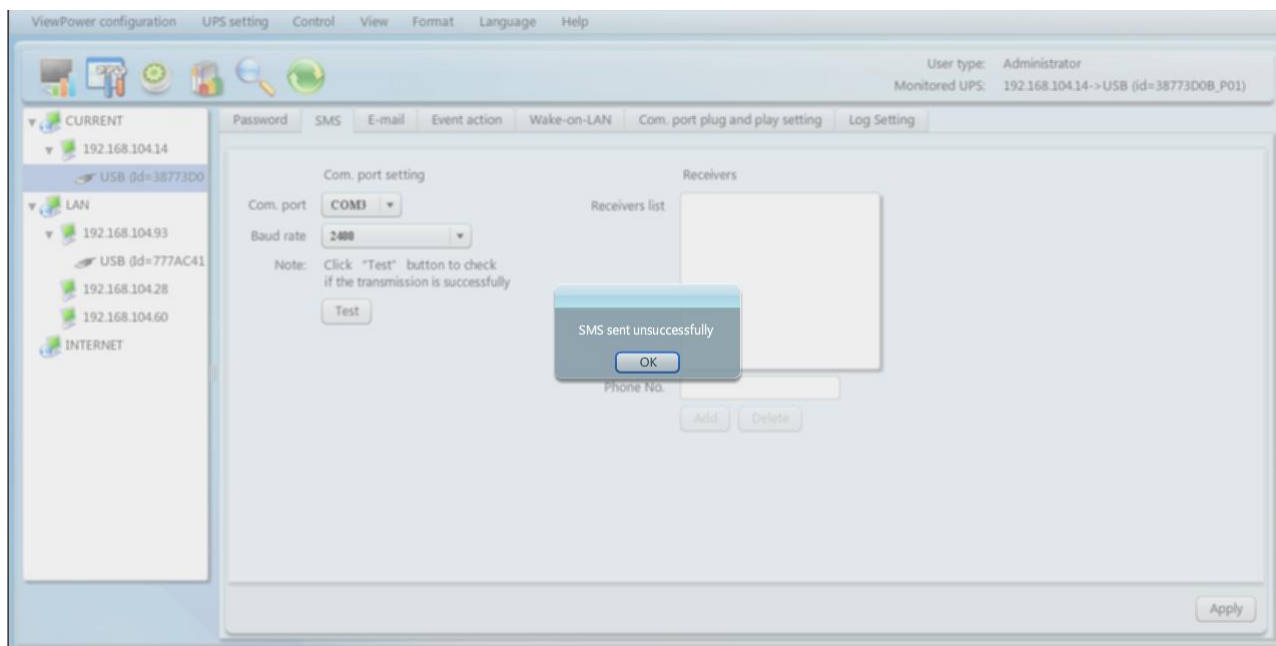 ViewPower configuration UPS setting Control View Format Language Help
User type: Administrator
Monitored UPS: 192.168.104.14->USB (id=38773D0B_P01)
CURRENT
192.168.104.14
USB (Id=38773D0
LAN
192.168.104.93
USB (Id=777AC41
192.168.104.28
192.168.104.60
INTERNET
Password SMS E-mail Event action Wake-on-LAN Com. port plug and play setting Log Setting
Com. port setting
Com. port COM3
Baud rate 2400
Note: Click "Test" button to check
if the transmission is successfully
Test
Receivers
Receivers list
SMS sent unsuccessfully
OK
Phone No.
Add Delete
Apply